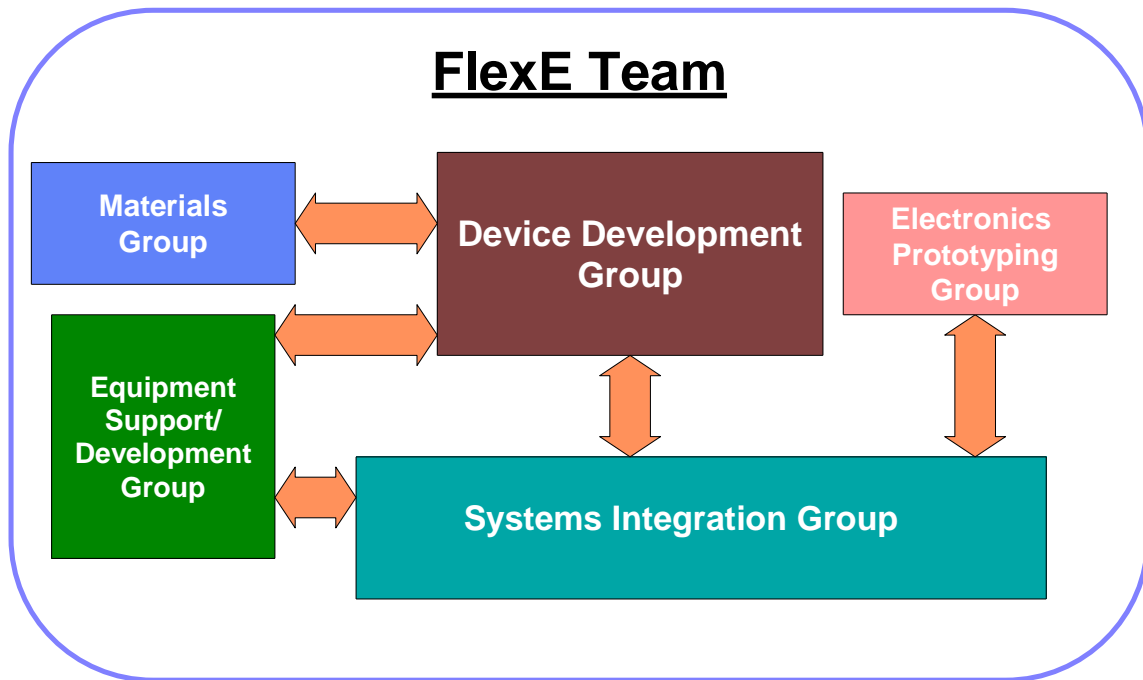 FlexE Team
Materials
Group
Device Development
Group
Electronics
Prototyping
Group
Equipment
Support/
Development
Group
Systems Integration Group